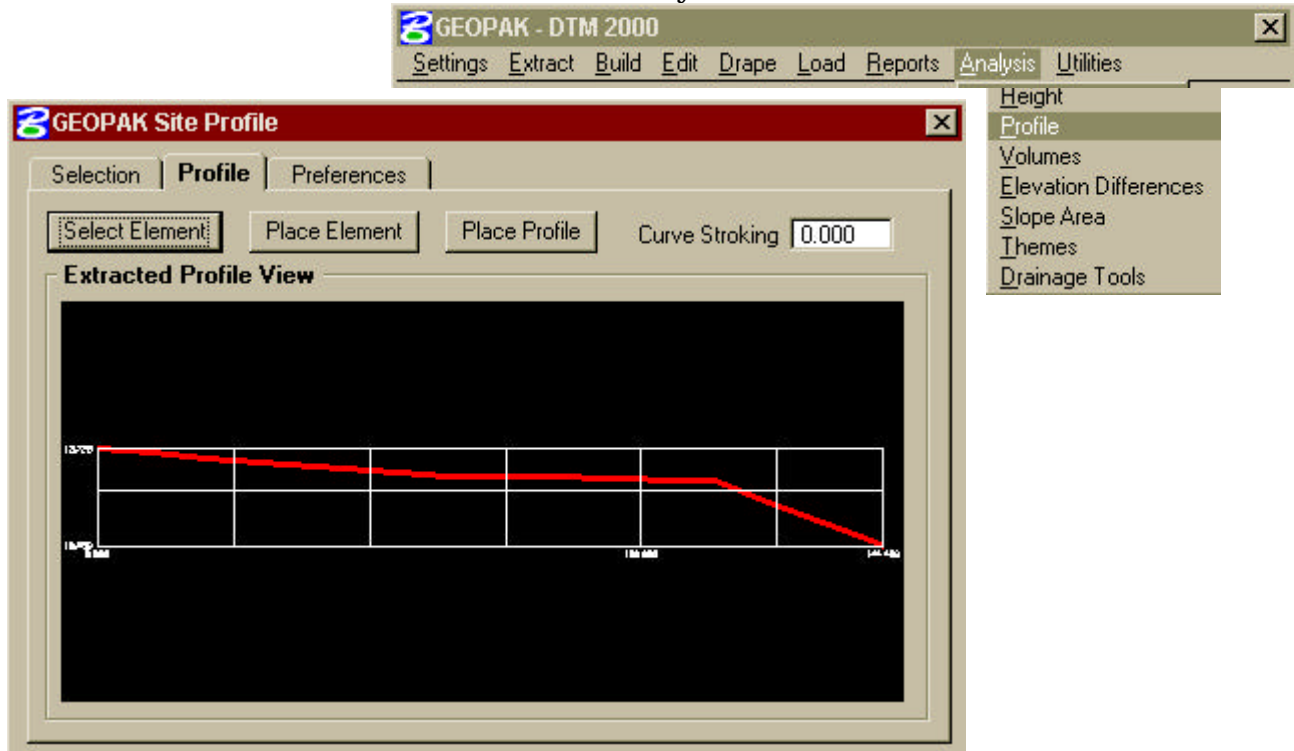 GEOPAK - DTM 2000
Settings Extract Build Edit Drape Load Reports Analysis Utilities
Height
Profile
Volumes
Elevation Differences
Slope Area
Themes
Drainage Tools
GEOPAK Site Profile
Selection Profile Preferences
Select Element Place Element Place Profile Curve Stroking 0.000
Extracted Profile View